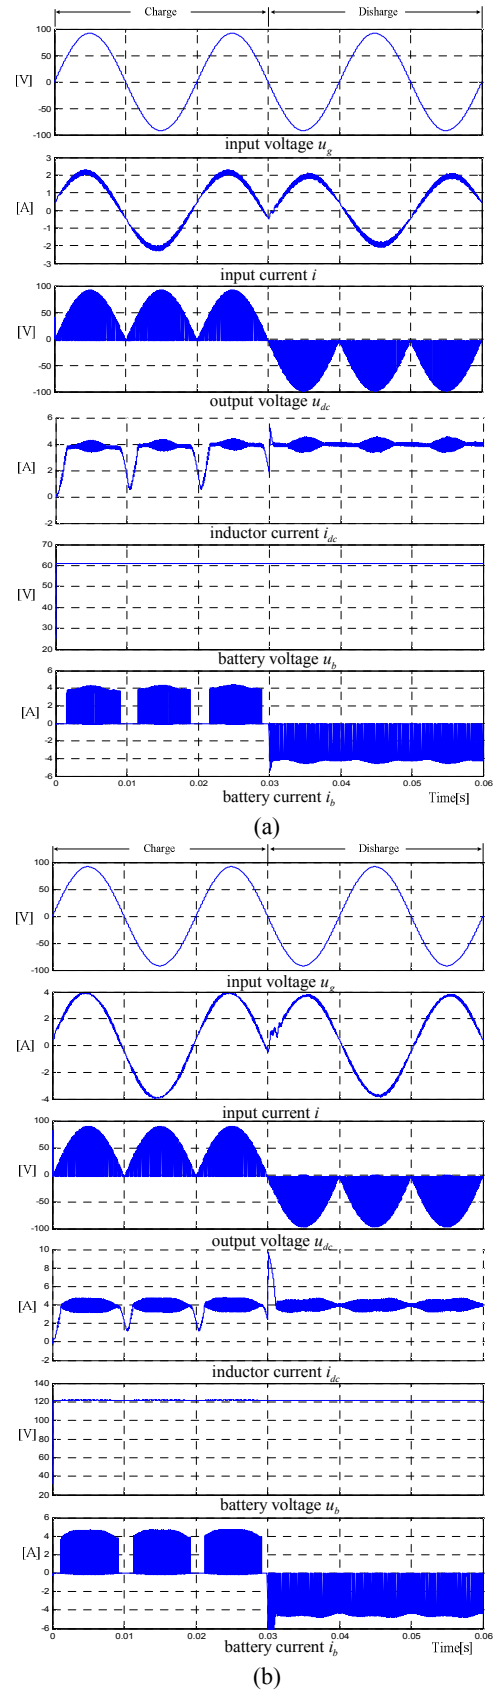 Charge Disharge
100
50
[V] 0
-50
-100
input voltage u_g
3
2
1
[A] 0
-1
-2
-3
input current i
100
50
[V] 0
-50
-100
output voltage u_dc
6
4
[A] 2
0
-2
inductor current i_dc
70
60
50
[V] 40
30
20
battery voltage u_b
6
4
2
[A] 0
-2
-4
-6
0 0.01 0.02 0.03 0.04 0.05 0.06
battery current i_b Time[s]
(a)
Charge Disharge
100
50
[V] 0
-50
-100
input voltage u_g
4
2
[A] 0
-2
-4
input current i
100
50
[V] 0
-50
-100
output voltage u_dc
10
8
6
[A] 4
2
0
-2
inductor current i_dc
140
120
100
[V] 80
60
40
20
battery voltage u_b
6
4
[A] 2
0
-2
-4
-6
0 0.01 0.02 0.03 0.04 0.05 0.06
battery current i_b Time[s]
(b)